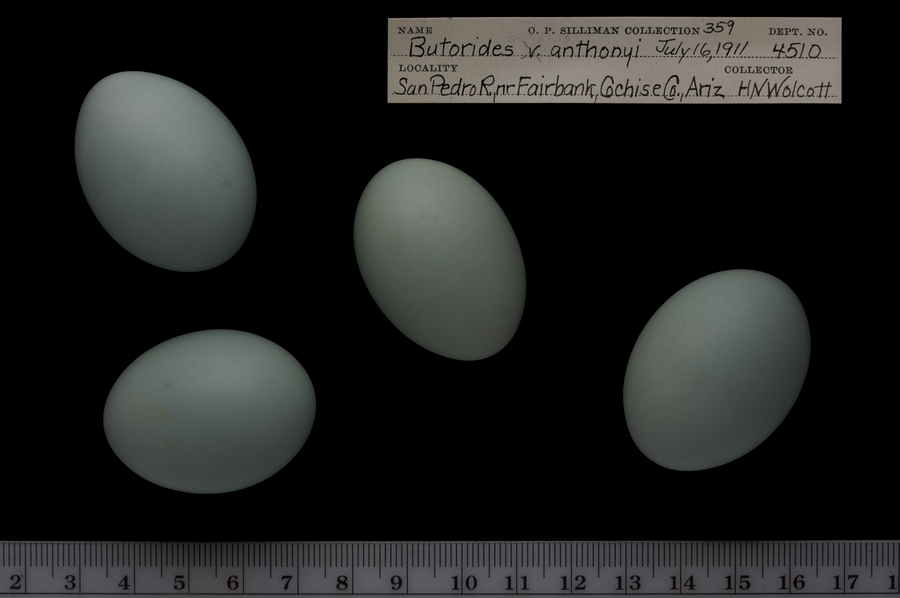 NAME O. P. SILLIMAN COLLECTION 359 DEPT. NO.
Butorides v. anthonyi July 16, 1911 4510
LOCALITY COLLECTOR
San Pedro R, nr Fairbank, Cochise Co., Ariz HN Wolcott
2 3 4 5 6 7 8 9 10 11 12 13 14 15 16 17 1